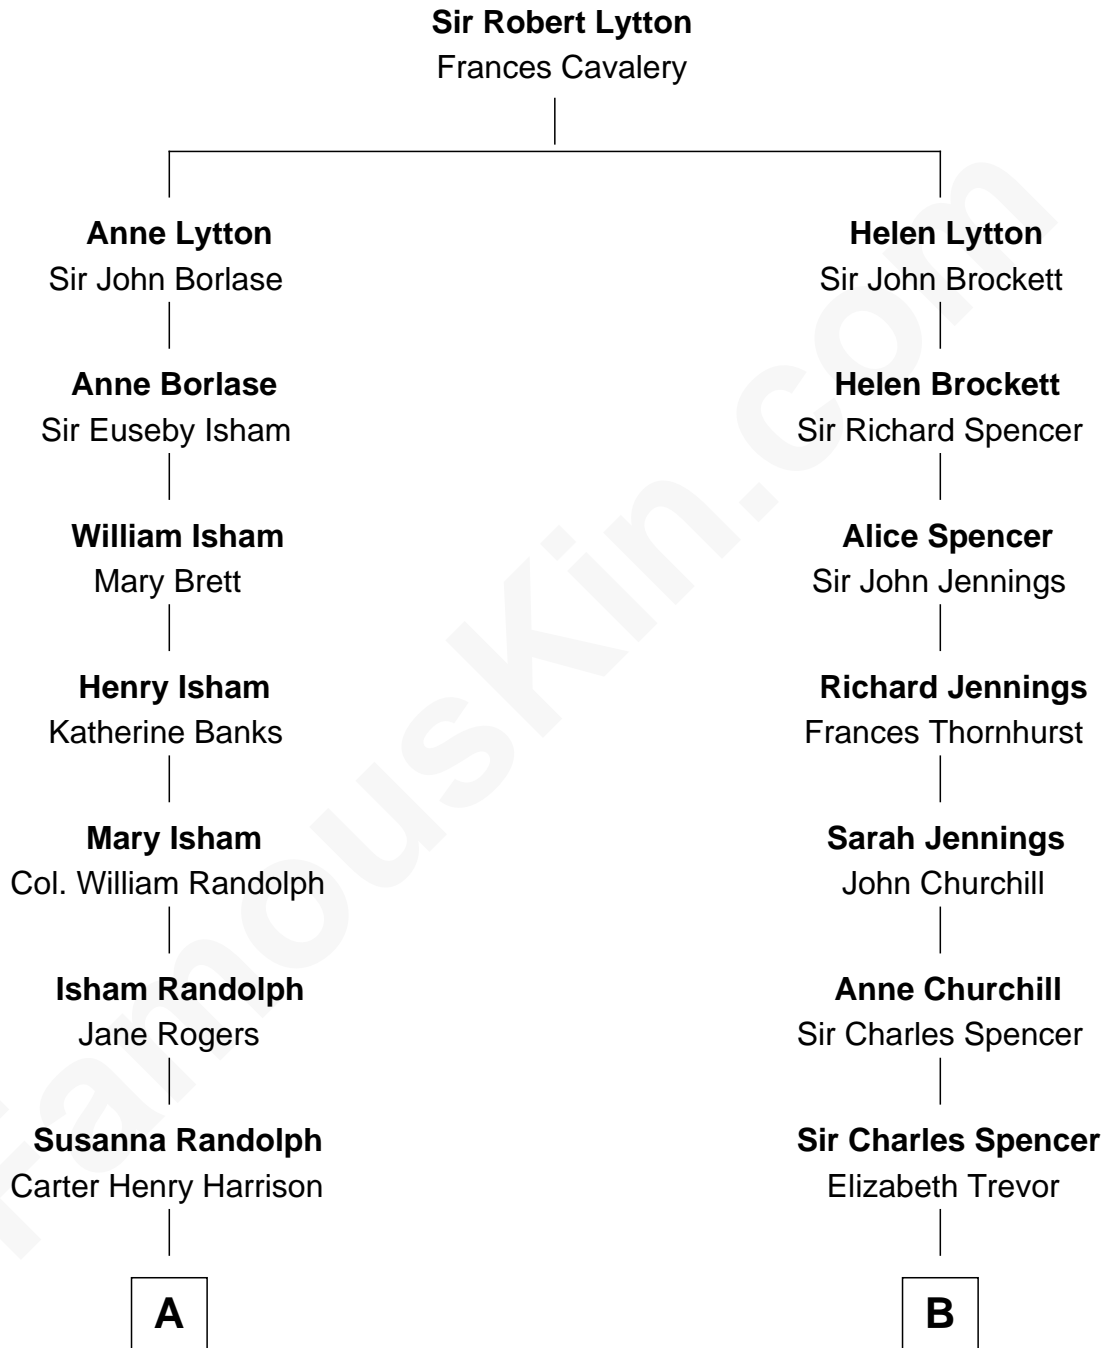 Sir Robert Lytton
Frances Cavalery
Anne Lytton
Sir John Borlase
Anne Borlase
Sir Euseby Isham
William Isham
Mary Brett
Henry Isham
Katherine Banks
Mary Isham
Col. William Randolph
Isham Randolph
Jane Rogers
Susanna Randolph
Carter Henry Harrison
A
Helen Lytton
Sir John Brockett
Helen Brockett
Sir Richard Spencer
Alice Spencer
Sir John Jennings
Richard Jennings
Frances Thornhurst
Sarah Jennings
John Churchill
Anne Churchill
Sir Charles Spencer
Sir Charles Spencer
Elizabeth Trevor
B
FamousKin.com